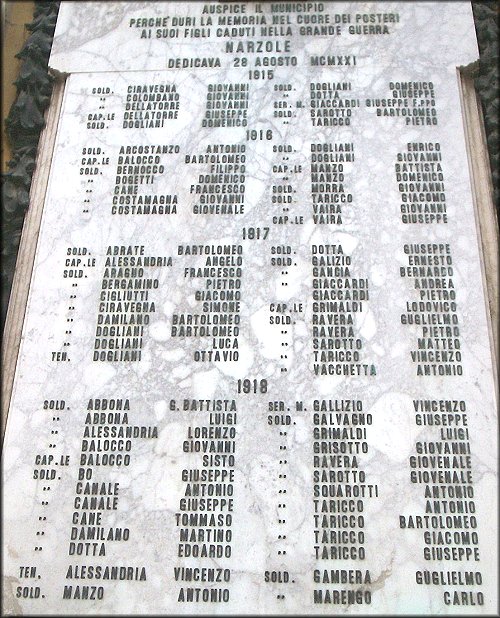 AUSPICE IL MUNICIPIO
PERCHÈ DURI LA MEMORIA NEL CUORE DEI POSTERI
AI SUOI FIGLI CADUTI NELLA GRANDE GUERRA
NARZOLE
DEDICAVA 28 AGOSTO MCMXXI
1915
SOLD. CIRAVEGNA GIOVANNI SOLD. DOGLIANI DOMENICO
" COLOMBANO GIOVANNI " DOTTA GIUSEPPE
" DELLATORRE GIOVANNI SER. M. GIACCARDI GIUSEPPE F.PPO
CAP.LE DELLATORRE GIUSEPPE SOLD. SAROTTO BARTOLOMEO
SOLD. DOGLIANI DOMENICO " TARICCO PIETRO
1916
SOLD. ARCOSTANZO ANTONIO SOLD. DOGLIANI ENRICO
CAP.LE BALOCCO BARTOLOMEO " DOGLIANI GIOVANNI
SOLD. BERNOCCO FILIPPO CAP.LE MANZO BATTISTA
" BOGETTI DOMENICO " MANZO DOMENICO
" CANE FRANCESCO SOLD. MORRA GIOVANNI
" COSTAMAGNA GIOVANNI SOLD. TARICCO GIACOMO
" COSTAMAGNA GIOVENALE " VAIRA GIOVANNI
CAP.LE VAIRA GIUSEPPE
1917
SOLD. ABRATE BARTOLOMEO SOLD. DOTTA GIUSEPPE
CAP.LE ALESSANDRIA ANGELO SOLD. GALIZIO ERNESTO
SOLD. ARAGNO FRANCESCO " GANGIA BERNARDO
" BERGAMINO PIETRO " GIACCARDI ANDREA
" CIGLIUTTI GIACOMO " GIACCARDI PIETRO
" CIRAVEGNA SIMONE CAP.LE GRIMALDI LODOVICO
" DAMILANO BARTOLOMEO SOLD. RAVERA GUGLIELMO
" DOGLIANI BARTOLOMEO " RAVERA PIETRO
" DOGLIANI LUCA " SAROTTO MATTEO
TEN. DOGLIANI OTTAVIO " TARICCO VINCENZO
" VACCHETTA ANTONIO
1918
SOLD. ABBONA G. BATTISTA SER. M. GALLIZIO VINCENZO
" ABBONA LUIGI SOLD. GALVAGNO GIUSEPPE
" ALESSANDRIA LORENZO " GRIMALDI LUIGI
" BALOCCO GIOVANNI " GRISOTTO GIOVANNI
CAP.LE BALOCCO SISTO " RAVERA GIOVENALE
SOLD. BO GIUSEPPE " SAROTTO GIOVENALE
" CANALE ANTONIO " SQUAROTTI ANTONIO
" CANALE GIUSEPPE " TARICCO ANTONIO
" CANE TOMMASO " TARICCO BARTOLOMEO
" DAMILANO MARTINO " TARICCO GIACOMO
" DOTTA EDOARDO " TARICCO GIUSEPPE
TEN. ALESSANDRIA VINCENZO SOLD. GAMBERA GUGLIELMO
SOLD. MANZO ANTONIO " MARENGO CARLO